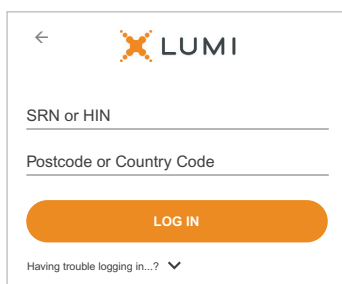 LUMI
SRN or HIN
Postcode or Country Code
LOG IN
Having trouble logging in...?